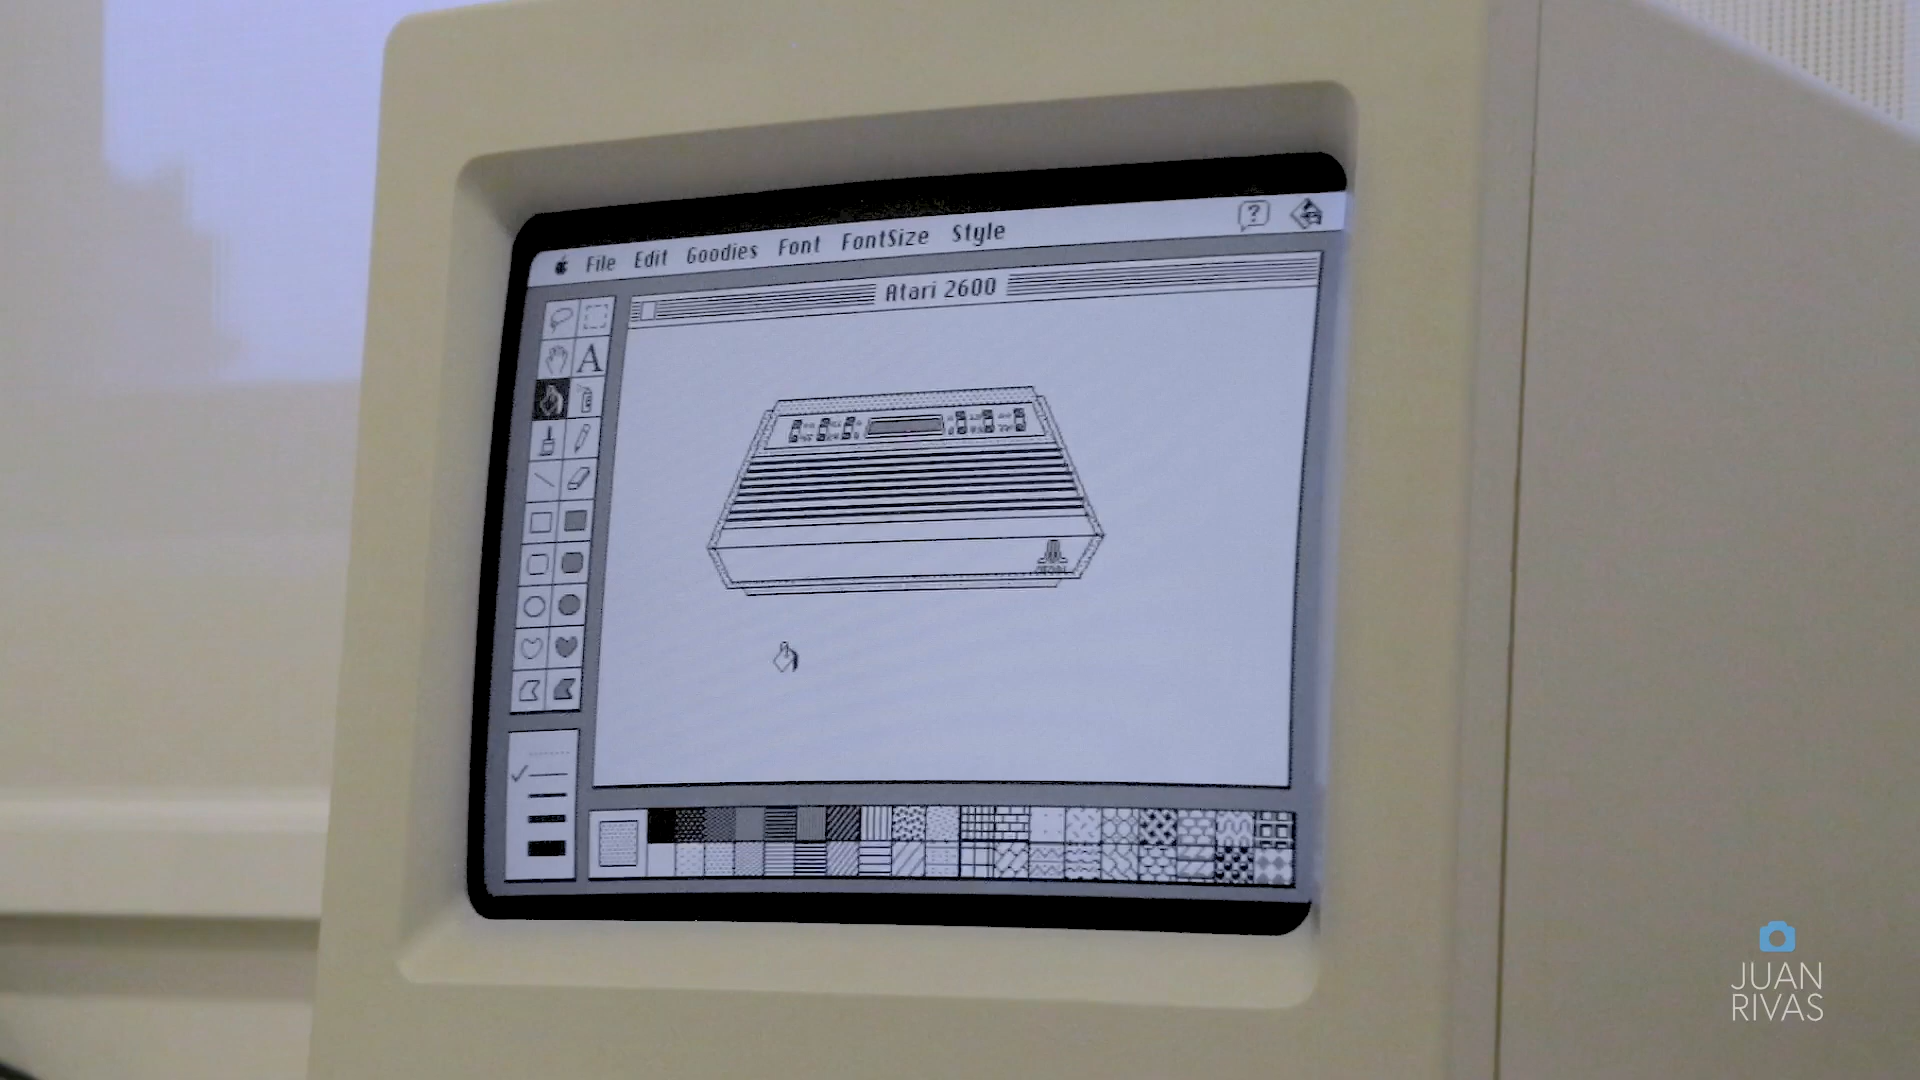 File Edit Goodies Font FontSize Style ?
Atari 2600
A
JUAN
RIVAS